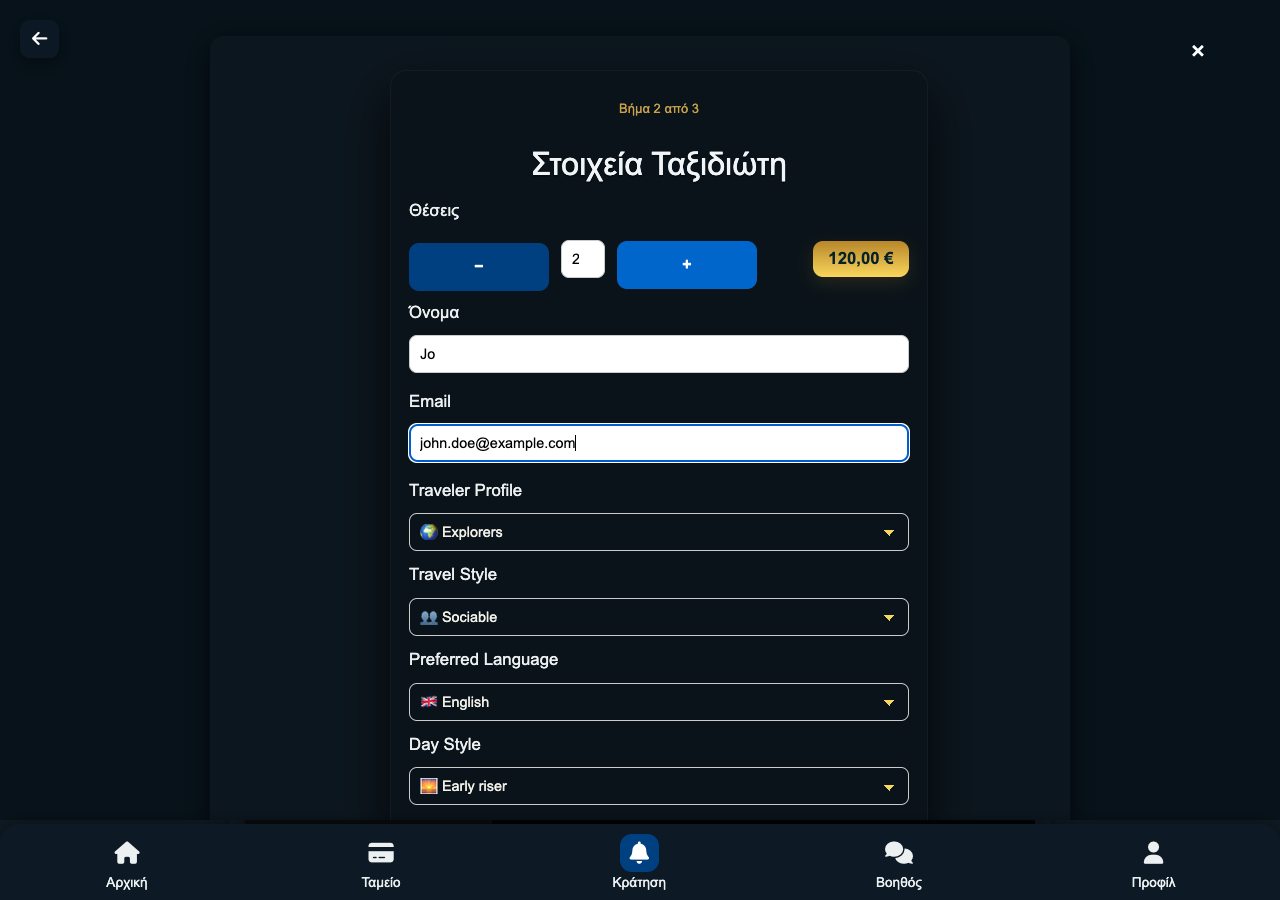 Βήμα 2 από 3
Στοιχεία Ταξιδιώτη
Θέσεις
− 2 + 120,00 €
Όνομα
Jo
Email
john.doe@example.com
Traveler Profile
🌍 Explorers
Travel Style
👥 Sociable
Preferred Language
🇬🇧 English
Day Style
🌅 Early riser
Αρχική Ταμείο Κράτηση Βοηθός Προφίλ